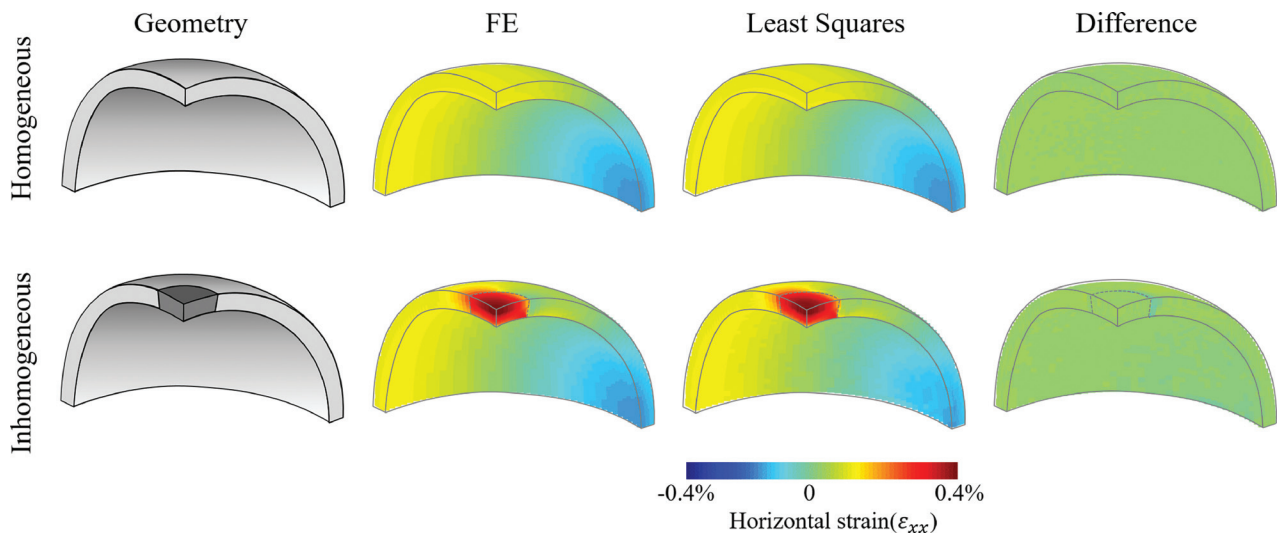 Geometry FE Least Squares Difference
Homogeneous
Inhomogeneous
-0.4% 0 0.4%
Horizontal strain(εxx)